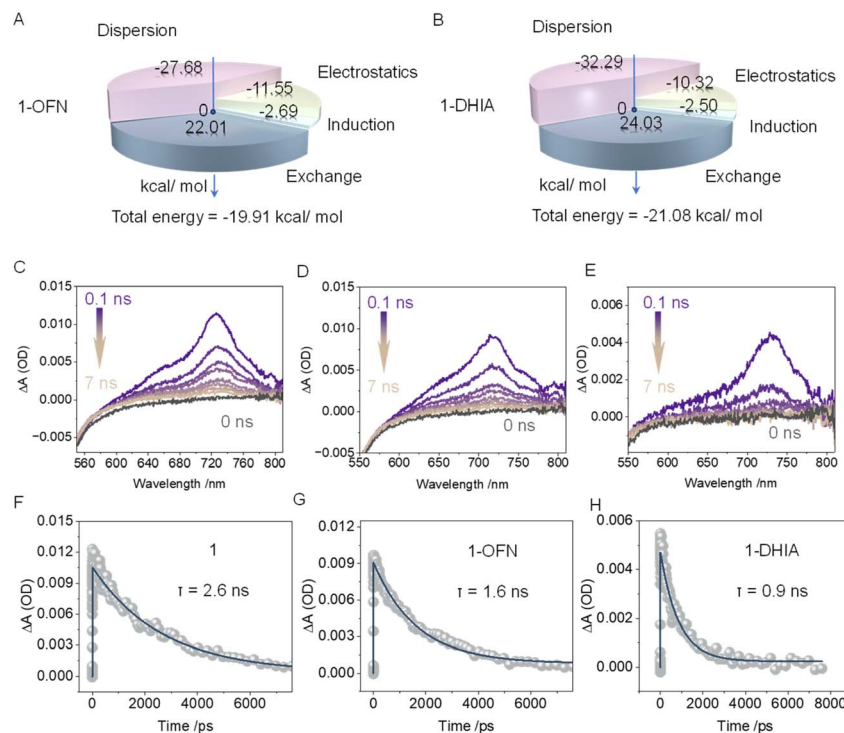 A
Dispersion
-27.68
Electrostatics
-11.55
1-OFN
0
-2.69
Induction
22.01
Exchange
kcal/ mol
Total energy = -19.91 kcal/ mol
B
Dispersion
-32.29
Electrostatics
-10.32
1-DHIA
0
-2.50
Induction
24.03
Exchange
kcal/ mol
Total energy = -21.08 kcal/ mol
C
0.015
0.010
0.005
0.000
−0.005
ΔA (OD)
0.1 ns
7 ns
0 ns
560 600 640 680 720 760 800
Wavelength /nm
D
0.015
0.010
0.005
0.000
−0.005
ΔA (OD)
0.1 ns
7 ns
0 ns
550 600 650 700 750 800
Wavelength /nm
E
0.006
0.004
0.002
0.000
ΔA (OD)
0.1 ns
7 ns
0 ns
550 600 650 700 750 800
Wavelength /nm
F
0.015
0.012
0.009
0.006
0.003
0.000
ΔA (OD)
1
τ = 2.6 ns
0 2000 4000 6000
Time /ps
G
0.012
0.009
0.006
0.003
0.000
ΔA (OD)
1-OFN
τ = 1.6 ns
0 2000 4000 6000
Time /ps
H
0.006
0.004
0.002
0.000
ΔA (OD)
1-DHIA
τ = 0.9 ns
0 2000 4000 6000 8000
Time /ps